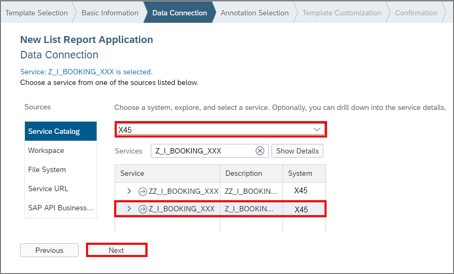 Template Selection Basic Information Data Connection Annotation Selection Template Customization Confirmation
New List Report Application
Data Connection
Service: Z_I_BOOKING_XXX is selected.
Choose a service from one of the sources listed below.
Sources
Service Catalog
Workspace
File System
Service URL
SAP API Business...
Choose a system, explore, and select a service. Optionally, you can drill down into the service details.
X45
Services Z_I_BOOKING_XXX Show Details
Service Description System
ZZ_I_BOOKING_XXX ZZ_I_BOOKIN... X45
Z_I_BOOKING_XXX Z_I_BOOKIN... X45
Previous Next